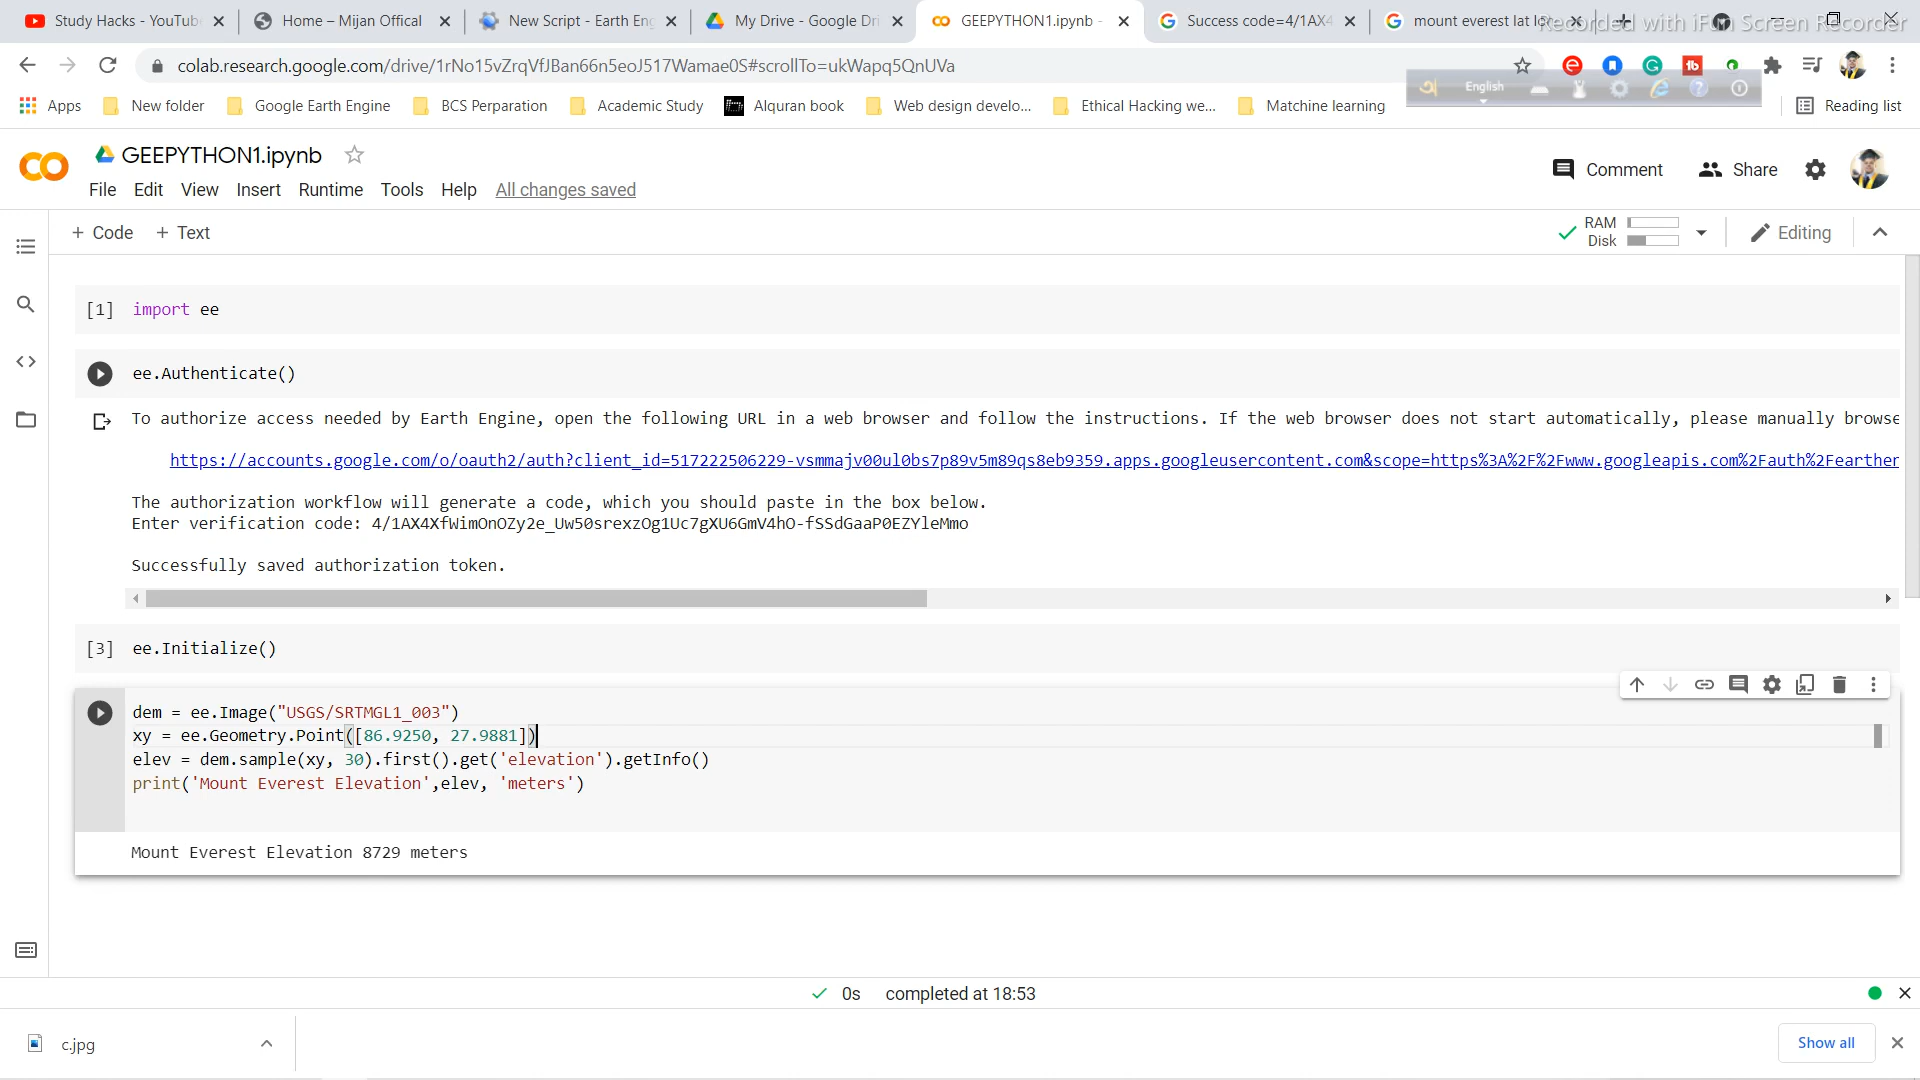 Study Hacks - YouTube
Home – Mijan Offical
New Script - Earth Eng
My Drive - Google Dri
GEEPYTHON1.ipynb -
Success code=4/1AX4
mount everest lat lo
Recorded with iFun Screen Recorder
colab.research.google.com/drive/1rNo15vZrqVfJBan66n5eoJ517Wamae0S#scrollTo=ukWapq5QnUVa
English
Apps
New folder
Google Earth Engine
BCS Perparation
Academic Study
Alquran book
Web design develo...
Ethical Hacking we...
Matchine learning
Reading list
GEEPYTHON1.ipynb
Comment
Share
File Edit View Insert Runtime Tools Help All changes saved
+ Code + Text
RAM
Disk
Editing
[1] import ee
ee.Authenticate()
To authorize access needed by Earth Engine, open the following URL in a web browser and follow the instructions. If the web browser does not start automatically, please manually browse
https://accounts.google.com/o/oauth2/auth?client_id=517222506229-vsmmajv00ul0bs7p89v5m89qs8eb9359.apps.googleusercontent.com&scope=https%3A%2F%2Fwww.googleapis.com%2Fauth%2Fearthen
The authorization workflow will generate a code, which you should paste in the box below.
Enter verification code: 4/1AX4XfWimOnOZy2e_Uw50srexzOg1Uc7gXU6GmV4hO-fSSdGaaP0EZYleMmo
Successfully saved authorization token.
[3] ee.Initialize()
dem = ee.Image("USGS/SRTMGL1_003")
xy = ee.Geometry.Point([86.9250, 27.9881])
elev = dem.sample(xy, 30).first().get('elevation').getInfo()
print('Mount Everest Elevation',elev, 'meters')
Mount Everest Elevation 8729 meters
0s completed at 18:53
c.jpg
Show all